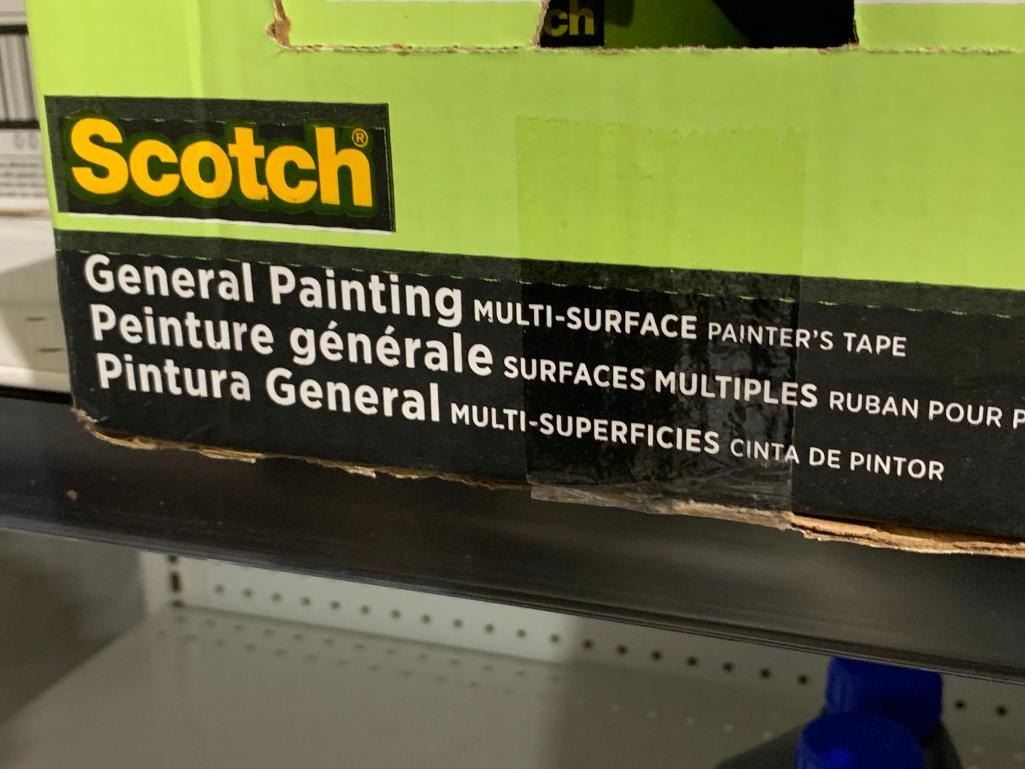 ch
Scotch®
General Painting MULTI-SURFACE PAINTER'S TAPE
Peinture générale SURFACES MULTIPLES RUBAN POUR P
Pintura General MULTI-SUPERFICIES CINTA DE PINTOR